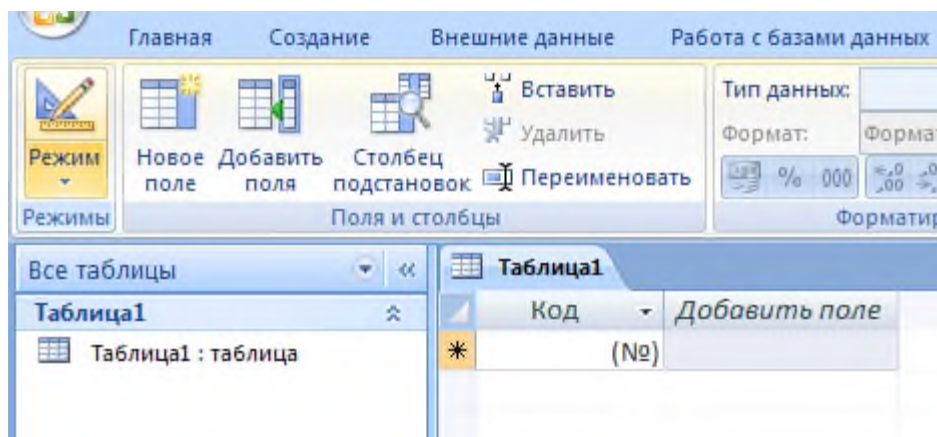 Главная Создание Внешние данные Работа с базами данных
Режим
Новое поле
Добавить поля
Столбец подстановок
Вставить
Удалить
Переименовать
Тип данных:
Формат:
% 000
Режимы
Поля и столбцы
Все таблицы
Таблица1
Таблица1 : таблица
Таблица1
Код Добавить поле
(№)